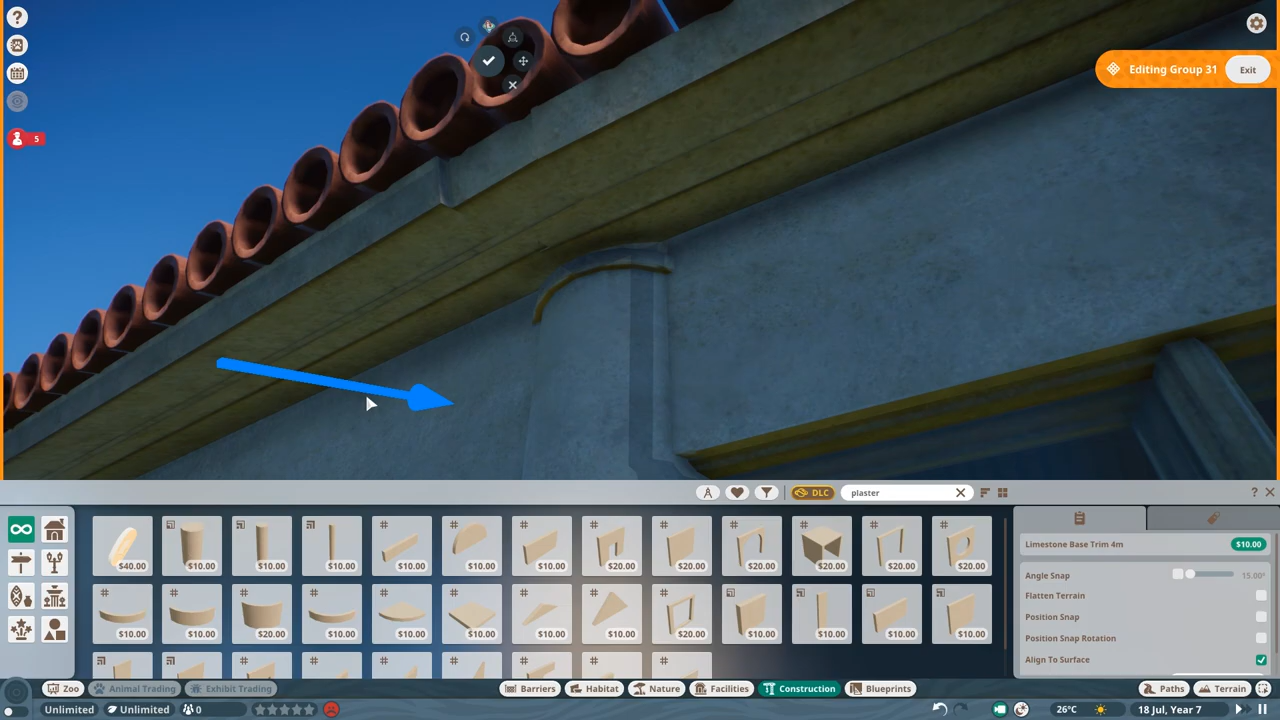 ?
Editing Group 31 Exit
5
DLC plaster
?
$40.00 $10.00 $10.00 $10.00 $10.00 $10.00 $10.00 $20.00 $10.00 $20.00 $20.00 $20.00 $20.00
$10.00 $10.00 $20.00 $10.00 $10.00 $10.00 $10.00 $10.00 $20.00 $10.00 $10.00 $10.00 $10.00
Limestone Base Trim 4m $10.00
Angle Snap 15.00°
Flatten Terrain
Position Snap
Position Snap Rotation
Align To Surface
Zoo Animal Trading Exhibit Trading Barriers Habitat Nature Facilities Construction Blueprints Paths Terrain
Unlimited Unlimited 0 26°C 18 Jul, Year 7